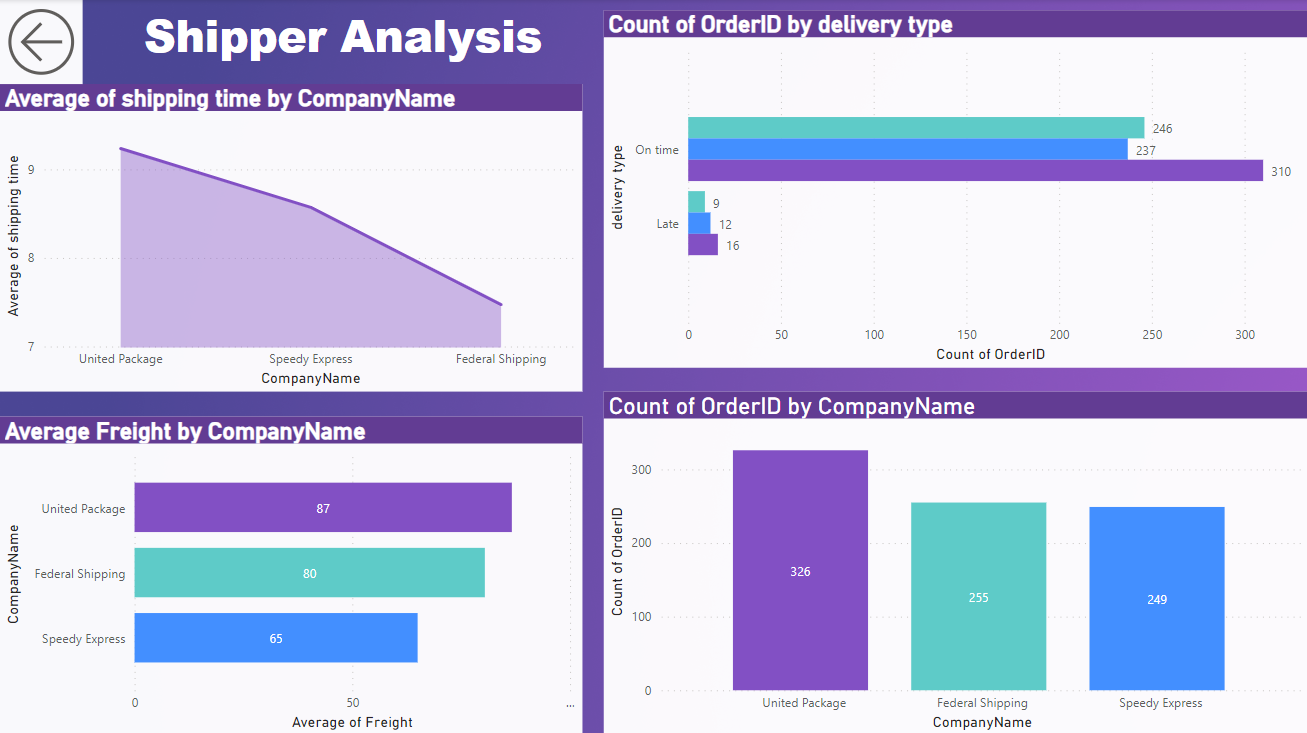 Shipper Analysis
Average of shipping time by CompanyName
Average of shipping time
9
8
7
United Package Speedy Express Federal Shipping
CompanyName
Count of OrderID by delivery type
delivery type
On time
246
237
310
Late
9
12
16
0 50 100 150 200 250 300
Count of OrderID
Average Freight by CompanyName
CompanyName
United Package 87
Federal Shipping 80
Speedy Express 65
0 50 ...
Average of Freight
Count of OrderID by CompanyName
Count of OrderID
300
200
100
0
326 255 249
United Package Federal Shipping Speedy Express
CompanyName